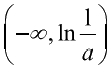 (-∞, ln 1/a)